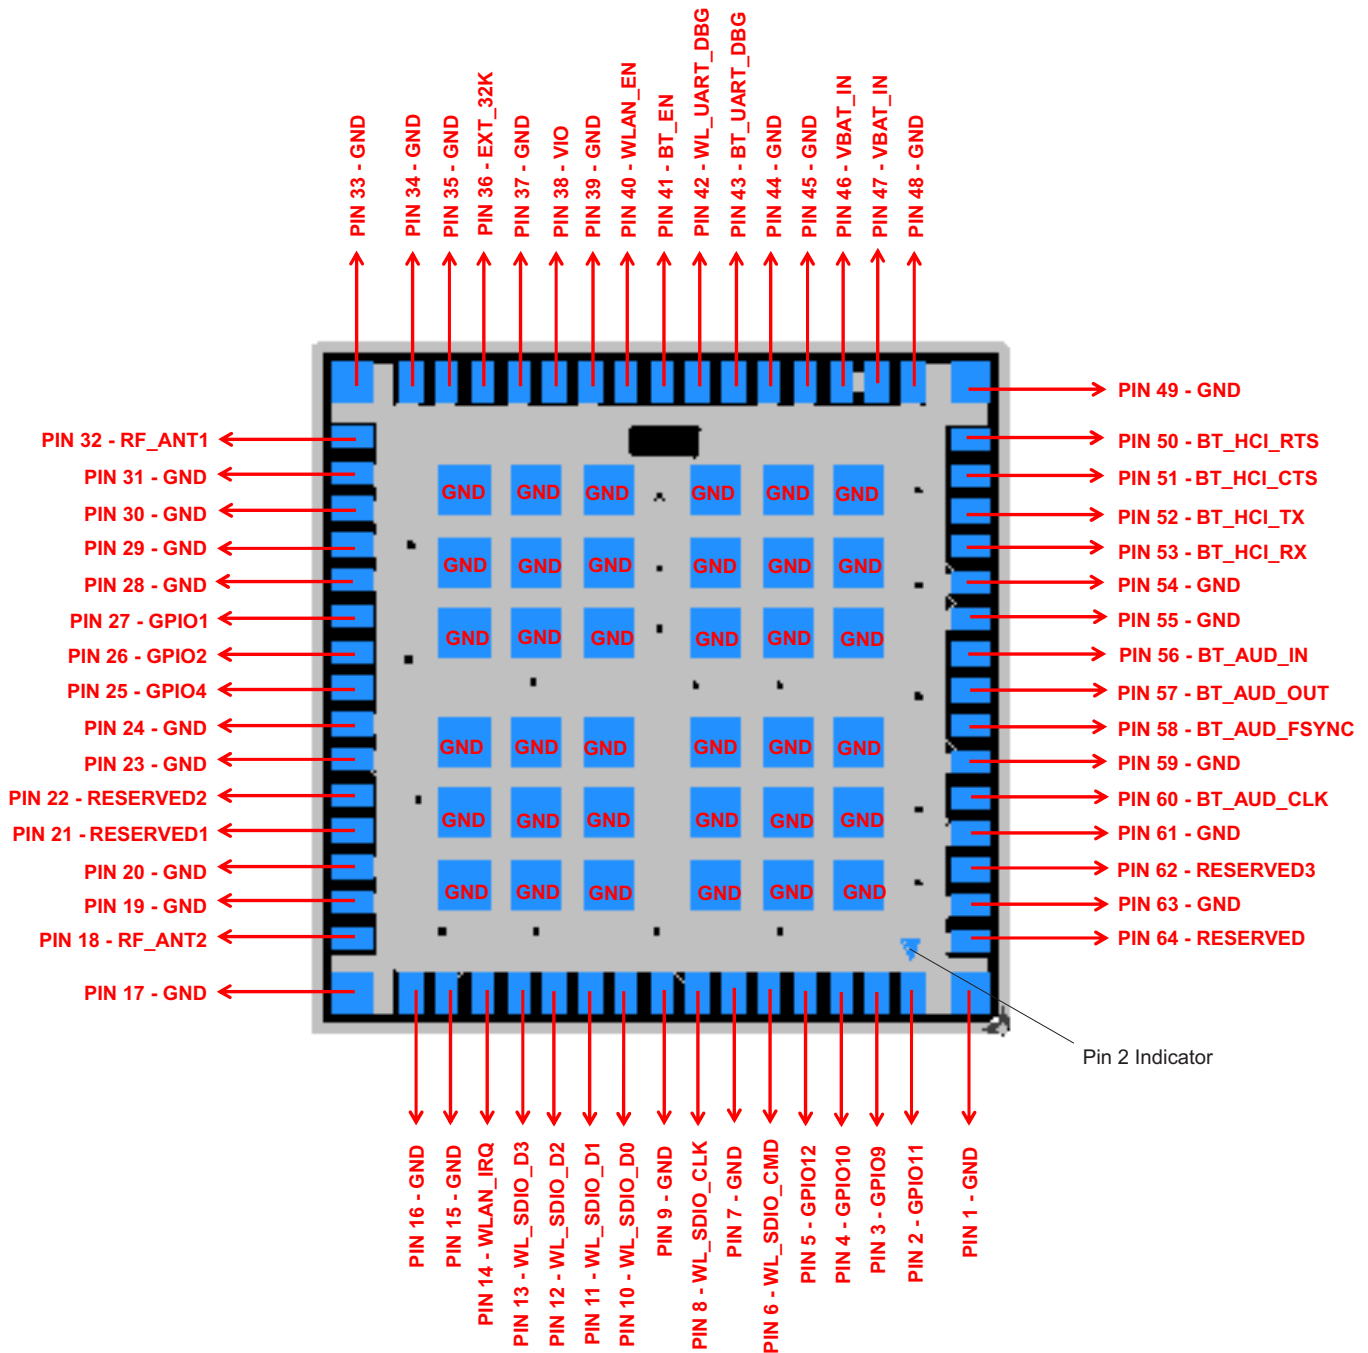 PIN 33 - GND
PIN 34 - GND
PIN 35 - GND
PIN 36 - EXT_32K
PIN 37 - GND
PIN 38 - VIO
PIN 39 - GND
PIN 40 - WLAN_EN
PIN 41 - BT_EN
PIN 42 - WL_UART_DBG
PIN 43 - BT_UART_DBG
PIN 44 - GND
PIN 45 - GND
PIN 46 - VBAT_IN
PIN 47 - VBAT_IN
PIN 48 - GND
PIN 32 - RF_ANT1
PIN 31 - GND
PIN 30 - GND
PIN 29 - GND
PIN 28 - GND
PIN 27 - GPIO1
PIN 26 - GPIO2
PIN 25 - GPIO4
PIN 24 - GND
PIN 23 - GND
PIN 22 - RESERVED2
PIN 21 - RESERVED1
PIN 20 - GND
PIN 19 - GND
PIN 18 - RF_ANT2
PIN 17 - GND
GND GND GND GND GND GND
GND GND GND GND GND GND
GND GND GND GND GND GND
GND GND GND GND GND GND
GND GND GND GND GND GND
GND GND GND GND GND GND
PIN 49 - GND
PIN 50 - BT_HCI_RTS
PIN 51 - BT_HCI_CTS
PIN 52 - BT_HCI_TX
PIN 53 - BT_HCI_RX
PIN 54 - GND
PIN 55 - GND
PIN 56 - BT_AUD_IN
PIN 57 - BT_AUD_OUT
PIN 58 - BT_AUD_FSYNC
PIN 59 - GND
PIN 60 - BT_AUD_CLK
PIN 61 - GND
PIN 62 - RESERVED3
PIN 63 - GND
PIN 64 - RESERVED
Pin 2 Indicator
PIN 16 - GND
PIN 15 - GND
PIN 14 - WLAN_IRQ
PIN 13 - WL_SDIO_D3
PIN 12 - WL_SDIO_D2
PIN 11 - WL_SDIO_D1
PIN 10 - WL_SDIO_D0
PIN 9 - GND
PIN 8 - WL_SDIO_CLK
PIN 7 - GND
PIN 6 - WL_SDIO_CMD
PIN 5 - GPIO12
PIN 4 - GPIO10
PIN 3 - GPIO9
PIN 2 - GPIO11
PIN 1 - GND